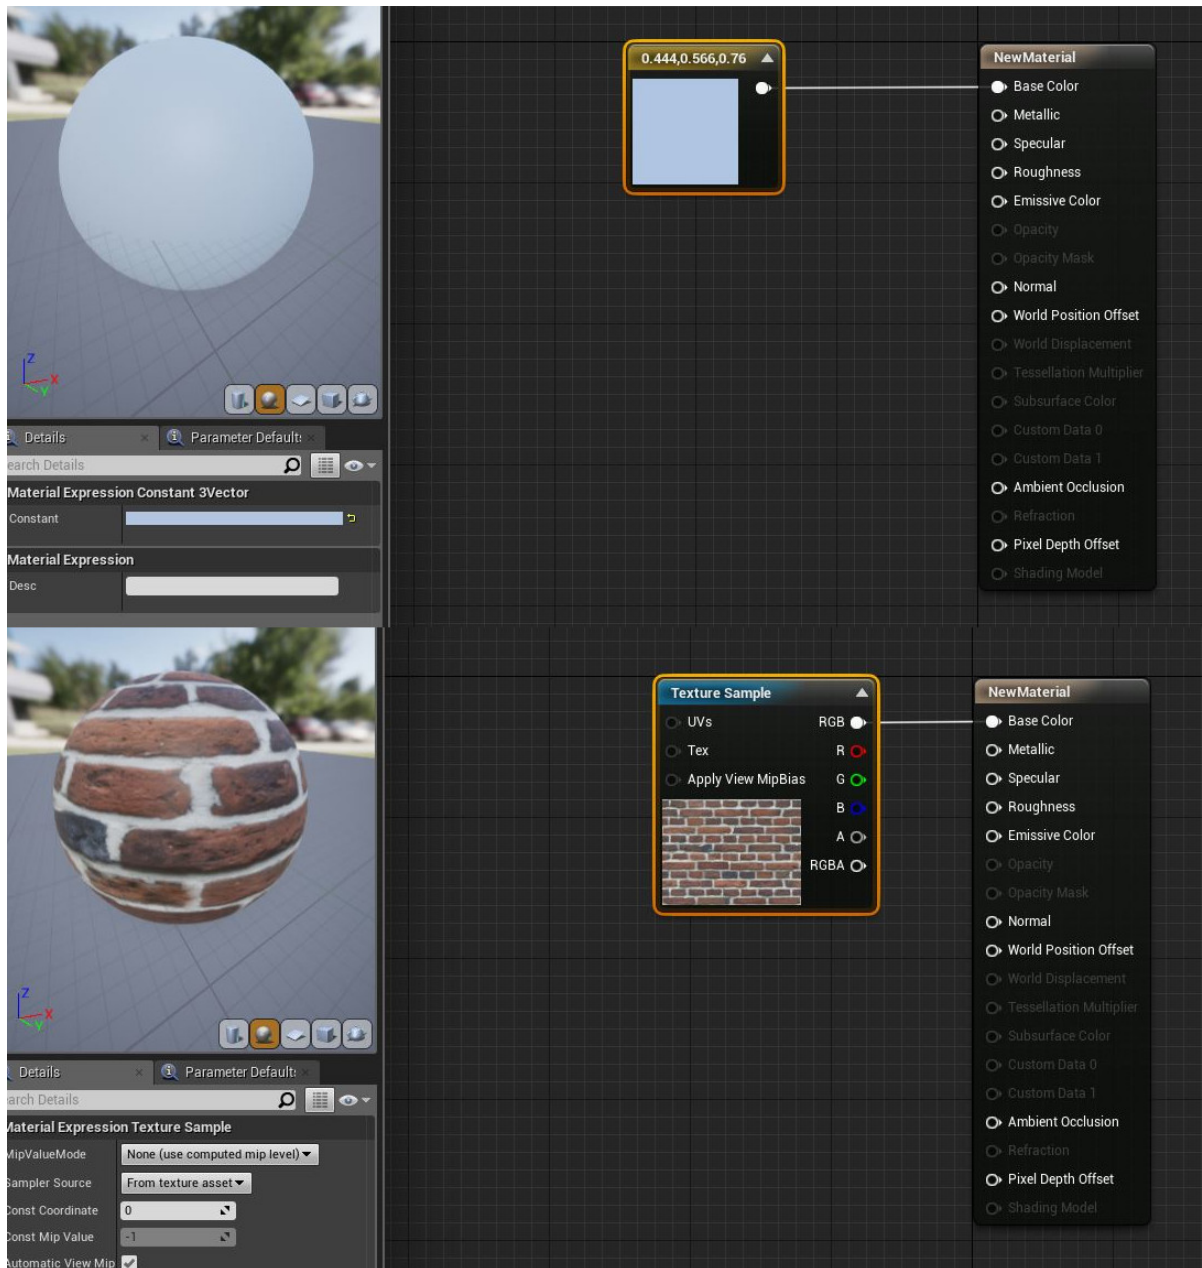 0.444,0.566,0.76
NewMaterial
Base Color
Metallic
Specular
Roughness
Emissive Color
Opacity
Opacity Mask
Normal
World Position Offset
World Displacement
Tessellation Multiplier
Subsurface Color
Custom Data 0
Custom Data 1
Ambient Occlusion
Refraction
Pixel Depth Offset
Shading Model
Z
X
Y
Details
Parameter Default
earch Details
Material Expression Constant 3Vector
Constant
Material Expression
Desc
Texture Sample
UVs RGB
Tex R
Apply View MipBias G
B
A
RGBA
NewMaterial
Base Color
Metallic
Specular
Roughness
Emissive Color
Opacity
Opacity Mask
Normal
World Position Offset
World Displacement
Tessellation Multiplier
Subsurface Color
Custom Data 0
Custom Data 1
Ambient Occlusion
Refraction
Pixel Depth Offset
Shading Model
Z
X
Y
Details
Parameter Default
arch Details
Material Expression Texture Sample
MipValueMode None (use computed mip level)
Sampler Source From texture asset
Const Coordinate 0
Const Mip Value -1
Automatic View Mip